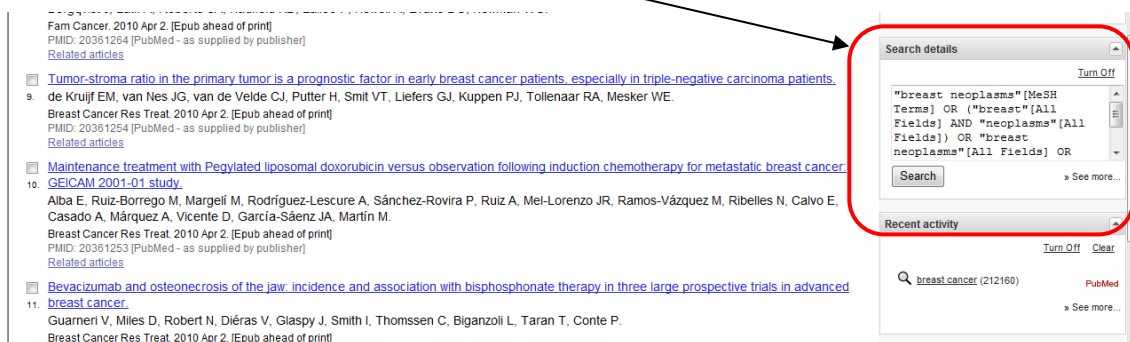 Fam Cancer. 2010 Apr 2. [Epub ahead of print]
PMID: 20361264 [PubMed - as supplied by publisher]
Related articles
Tumor-stroma ratio in the primary tumor is a prognostic factor in early breast cancer patients, especially in triple-negative carcinoma patients.
9. de Kruijf EM, van Nes JG, van de Velde CJ, Putter H, Smit VT, Liefers GJ, Kuppen PJ, Tollenaar RA, Mesker WE.
Breast Cancer Res Treat. 2010 Apr 2. [Epub ahead of print]
PMID: 20361254 [PubMed - as supplied by publisher]
Related articles
Maintenance treatment with Pegylated liposomal doxorubicin versus observation following induction chemotherapy for metastatic breast cancer:
10. GEICAM 2001-01 study.
Alba E, Ruiz-Borrego M, Margelí M, Rodríguez-Lescure A, Sánchez-Rovira P, Ruiz A, Mel-Lorenzo JR, Ramos-Vázquez M, Ribelles N, Calvo E,
Casado A, Márquez A, Vicente D, García-Sáenz JA, Martín M.
Breast Cancer Res Treat. 2010 Apr 2. [Epub ahead of print]
PMID: 20361253 [PubMed - as supplied by publisher]
Related articles
Bevacizumab and osteonecrosis of the jaw: incidence and association with bisphosphonate therapy in three large prospective trials in advanced
11. breast cancer.
Guarneri V, Miles D, Robert N, Diéras V, Glaspy J, Smith I, Thomssen C, Biganzoli L, Taran T, Conte P.
Breast Cancer Res Treat. 2010 Apr 2. [Epub ahead of print]
Search details
Turn Off
"breast neoplasms"[MeSH
Terms] OR ("breast"[All
Fields] AND "neoplasms"[All
Fields]) OR "breast
neoplasms"[All Fields] OR
Search
» See more...
Recent activity
Turn Off Clear
breast cancer (212160)
PubMed
» See more...